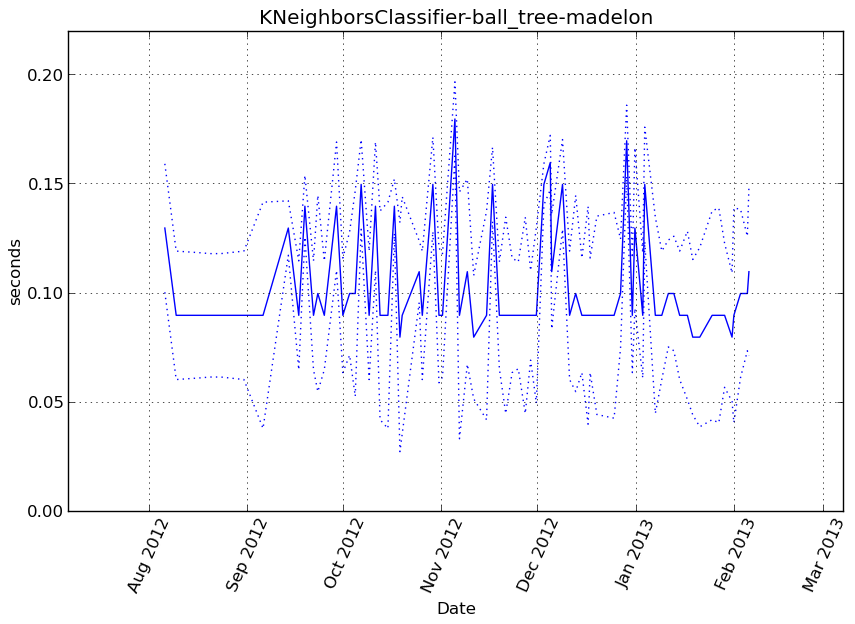 KNeighborsClassifier-ball_tree-madelon
0.20
0.15
0.10
0.05
0.00
seconds
Aug 2012
Sep 2012
Oct 2012
Nov 2012
Dec 2012
Jan 2013
Feb 2013
Mar 2013
Date